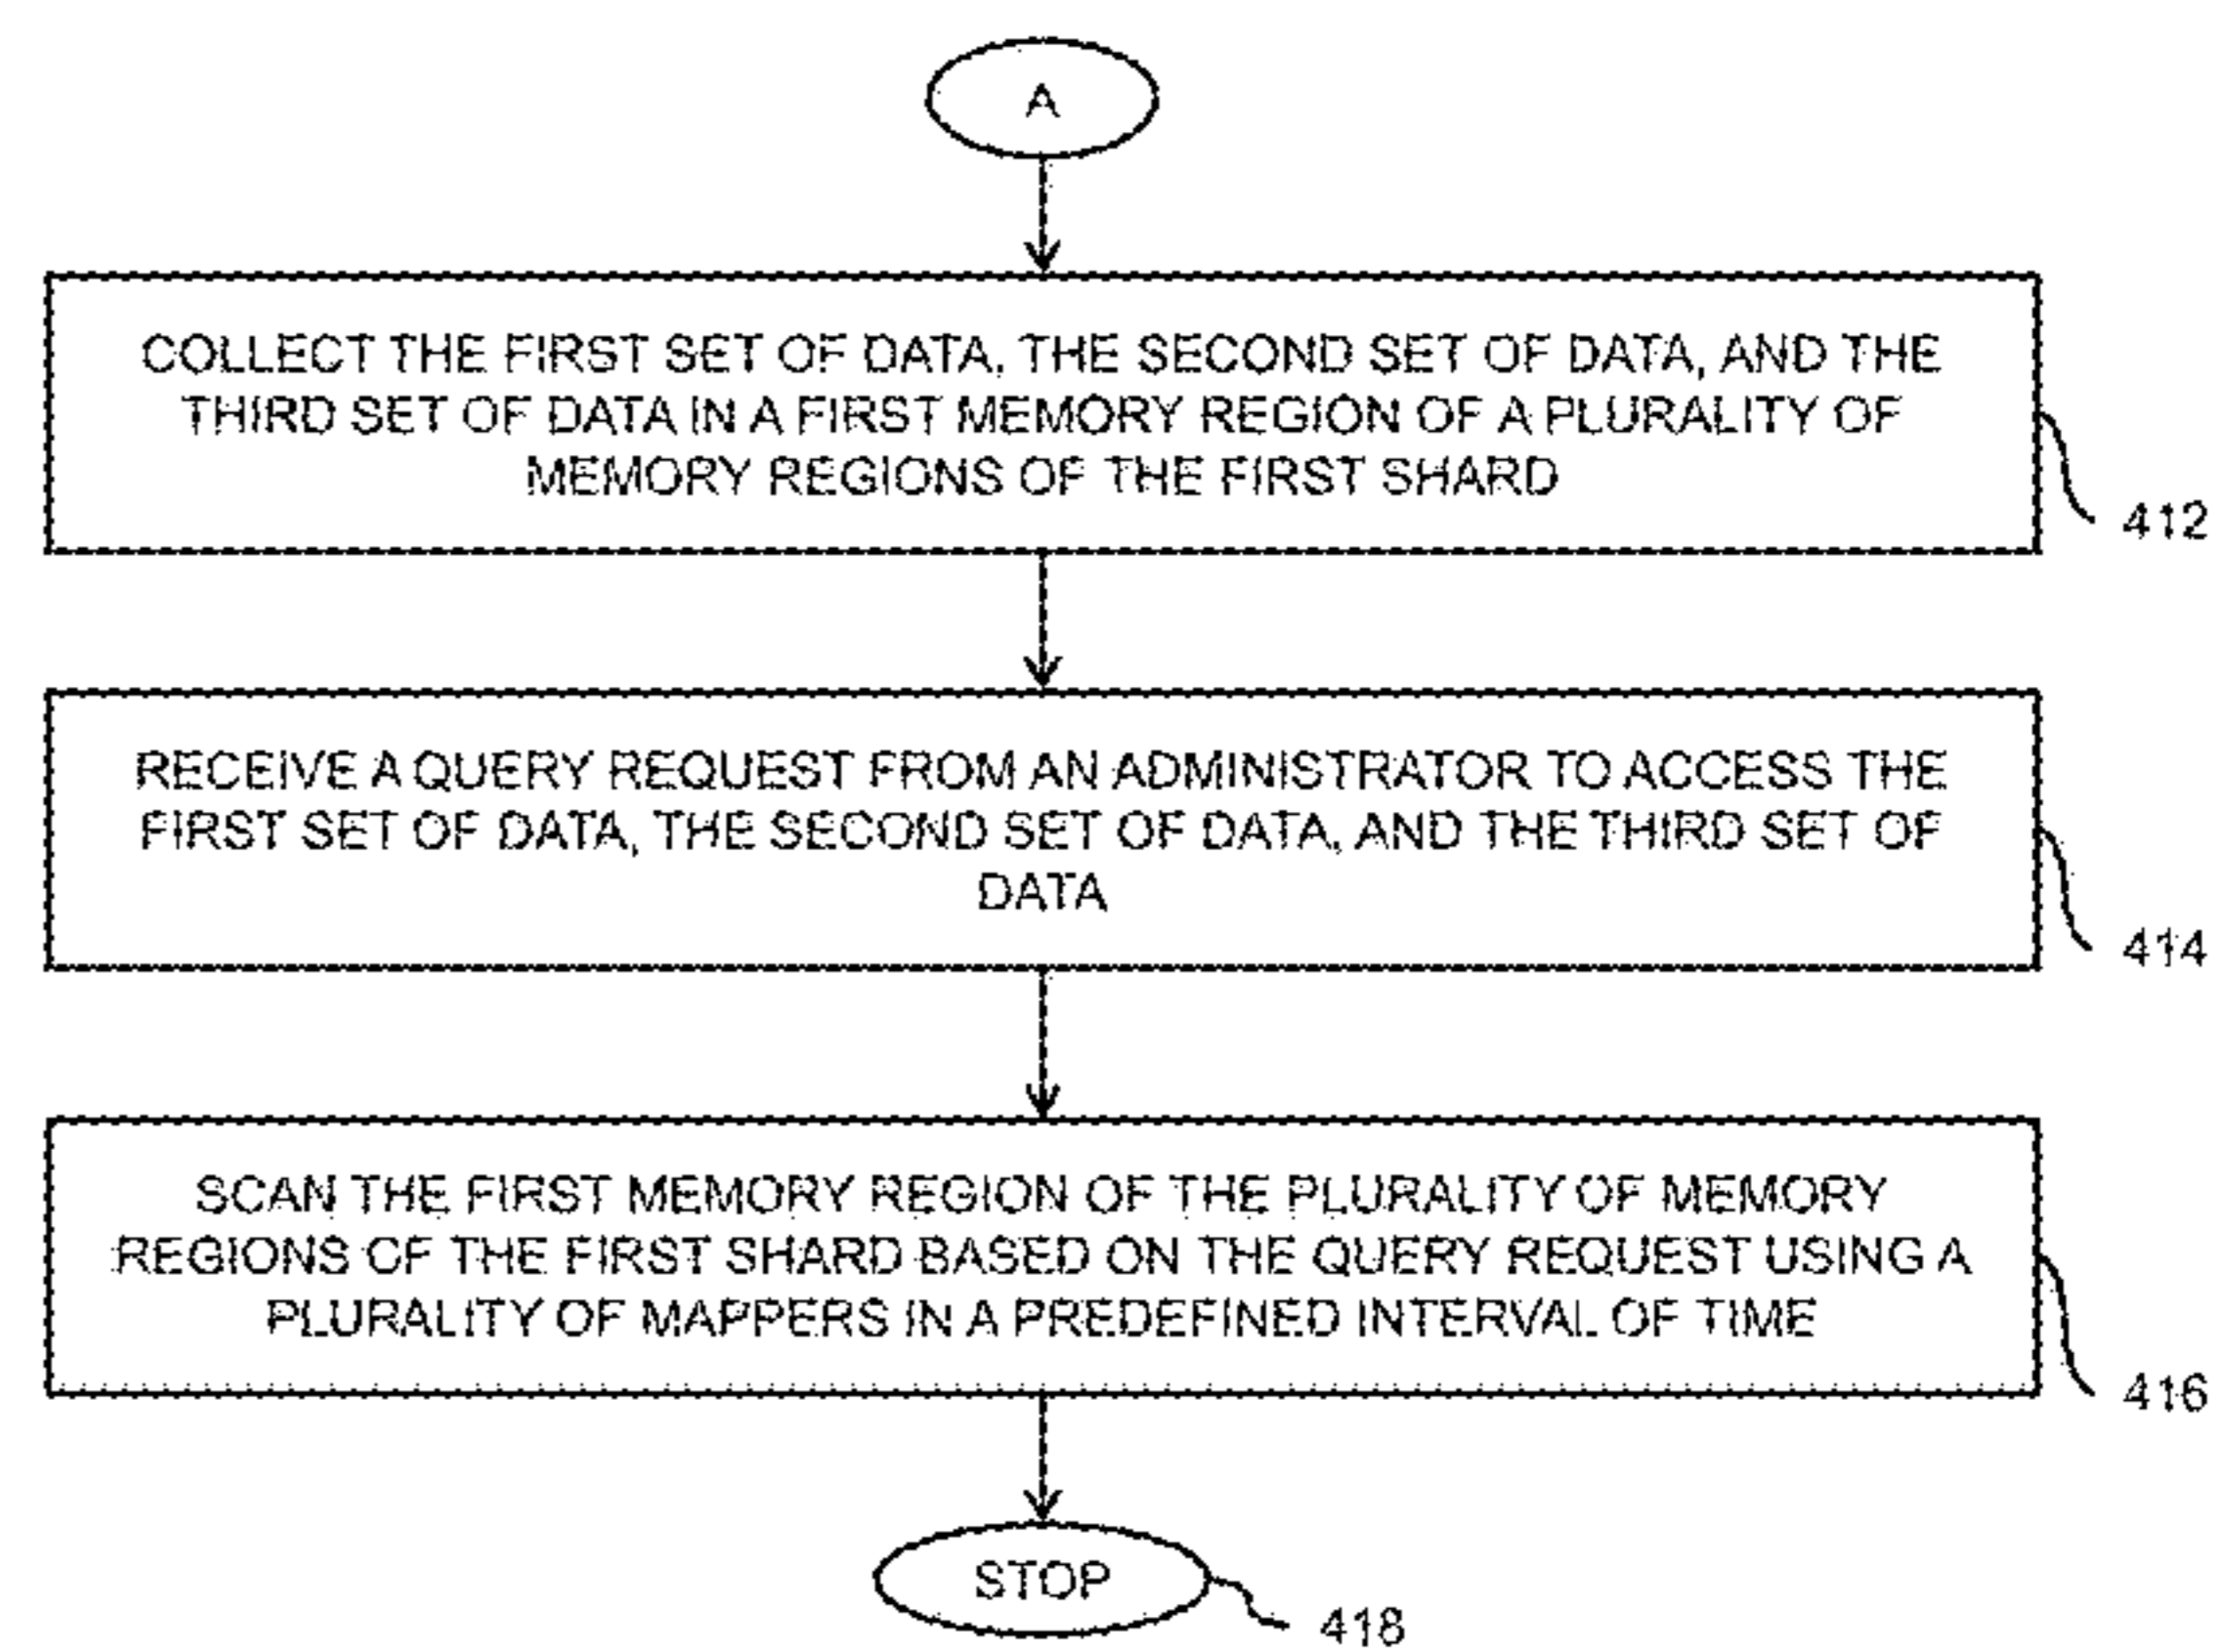 A
COLLECT THE FIRST SET OF DATA, THE SECOND SET OF DATA, AND THE
THIRD SET OF DATA IN A FIRST MEMORY REGION OF A PLURALITY OF
MEMORY REGIONS OF THE FIRST SHARD
412
RECEIVE A QUERY REQUEST FROM AN ADMINISTRATOR TO ACCESS THE
FIRST SET OF DATA, THE SECOND SET OF DATA, AND THE THIRD SET OF
DATA
414
SCAN THE FIRST MEMORY REGION OF THE PLURALITY OF MEMORY
REGIONS OF THE FIRST SHARD BASED ON THE QUERY REQUEST USING A
PLURALITY OF MAPPERS IN A PREDEFINED INTERVAL OF TIME
416
STOP
418